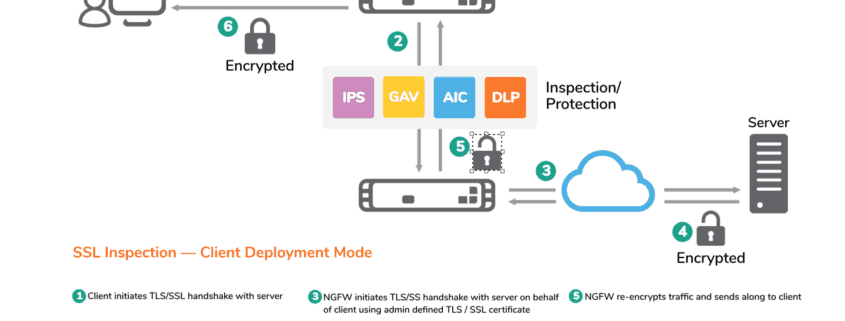 6
2
Encrypted
IPS
GAV
AIC
DLP
Inspection/
Protection
Server
5
3
4
Encrypted
SSL Inspection — Client Deployment Mode
1 Client initiates TLS/SSL handshake with server
3 NGFW initiates TLS/SS handshake with server on behalf
of client using admin defined TLS / SSL certificate
5 NGFW re-encrypts traffic and sends along to client